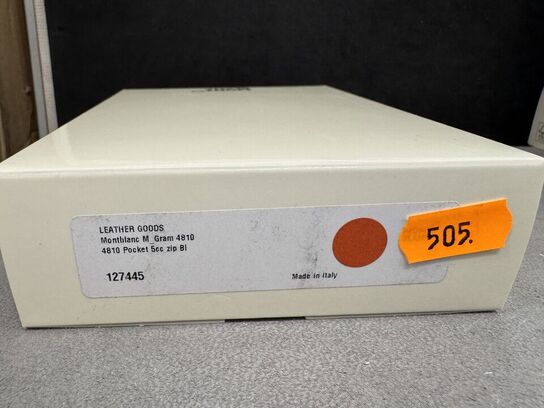 LEATHER GOODS
Montblanc M_Gram 4810
4810 Pocket 5cc zip Bl
127445
Made in Italy
505.